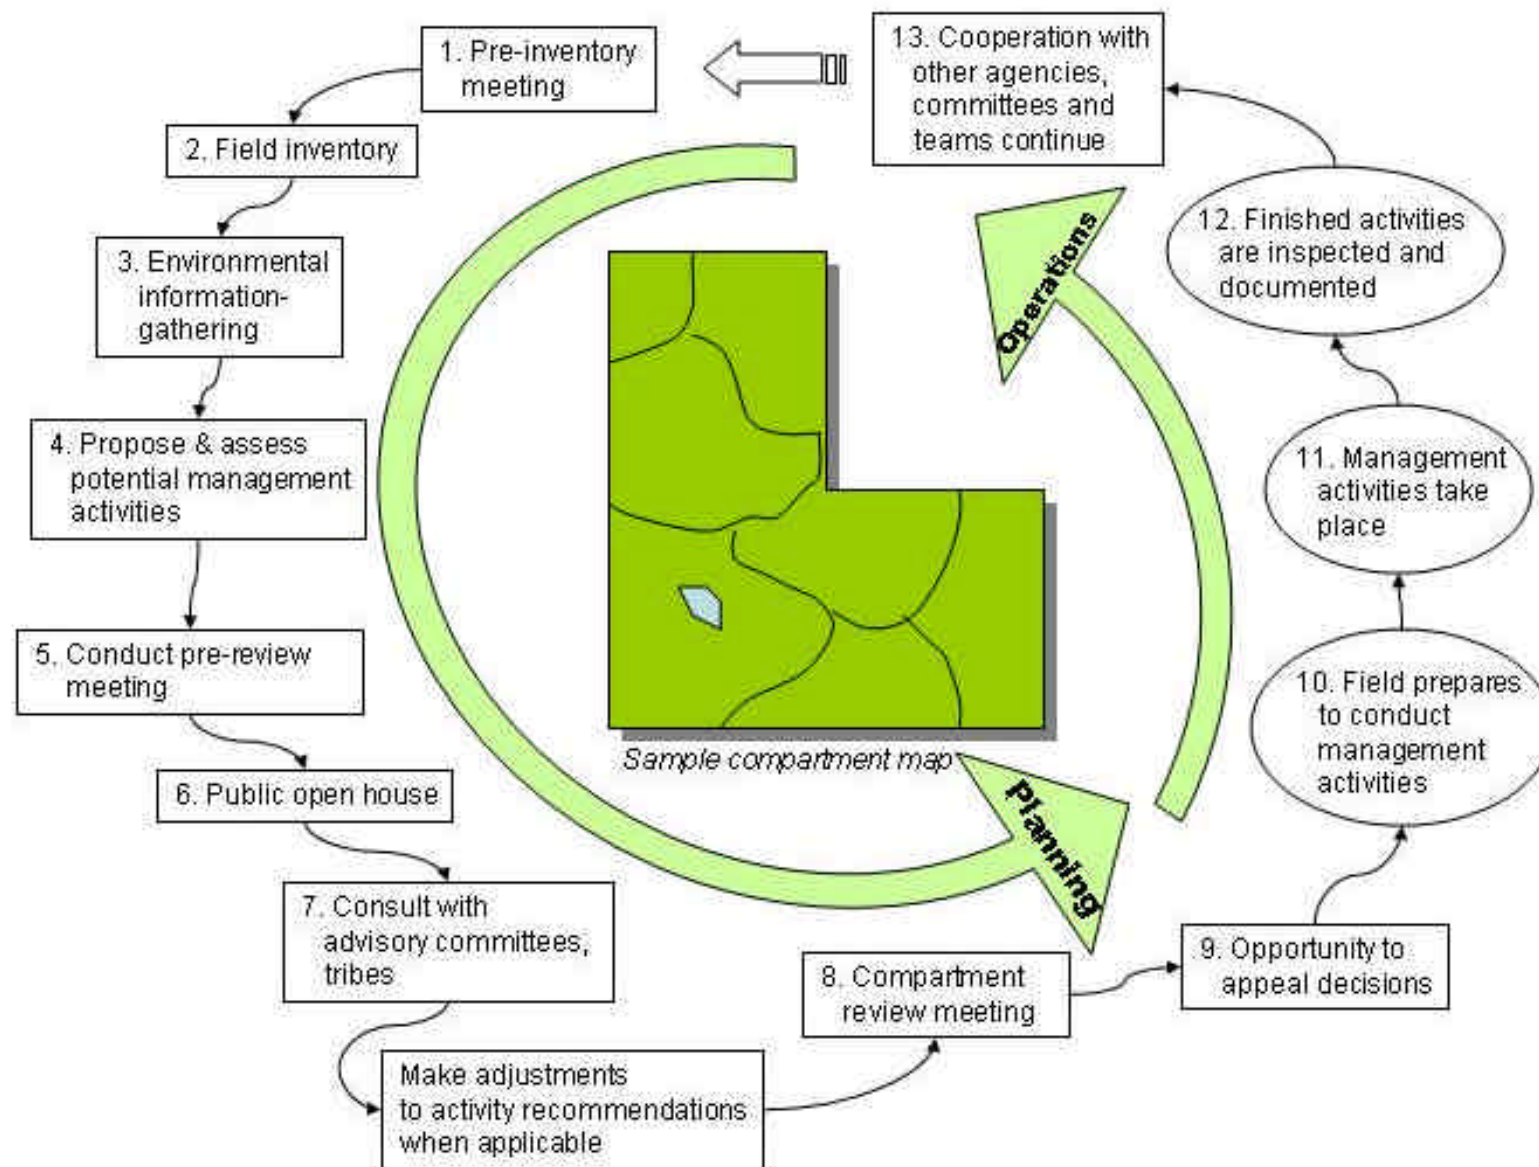 1. Pre-inventory
meeting
2. Field inventory
3. Environmental
information-
gathering
4. Propose & assess
potential management
activities
5. Conduct pre-review
meeting
6. Public open house
7. Consult with
advisory committees,
tribes
Make adjustments
to activity recommendations
when applicable
8. Compartment
review meeting
9. Opportunity to
appeal decisions
10. Field prepares
to conduct
management
activities
11. Management
activities take
place
12. Finished activities
are inspected and
documented
13. Cooperation with
other agencies,
committees and
teams continue
Operations
Planning
Sample compartment map